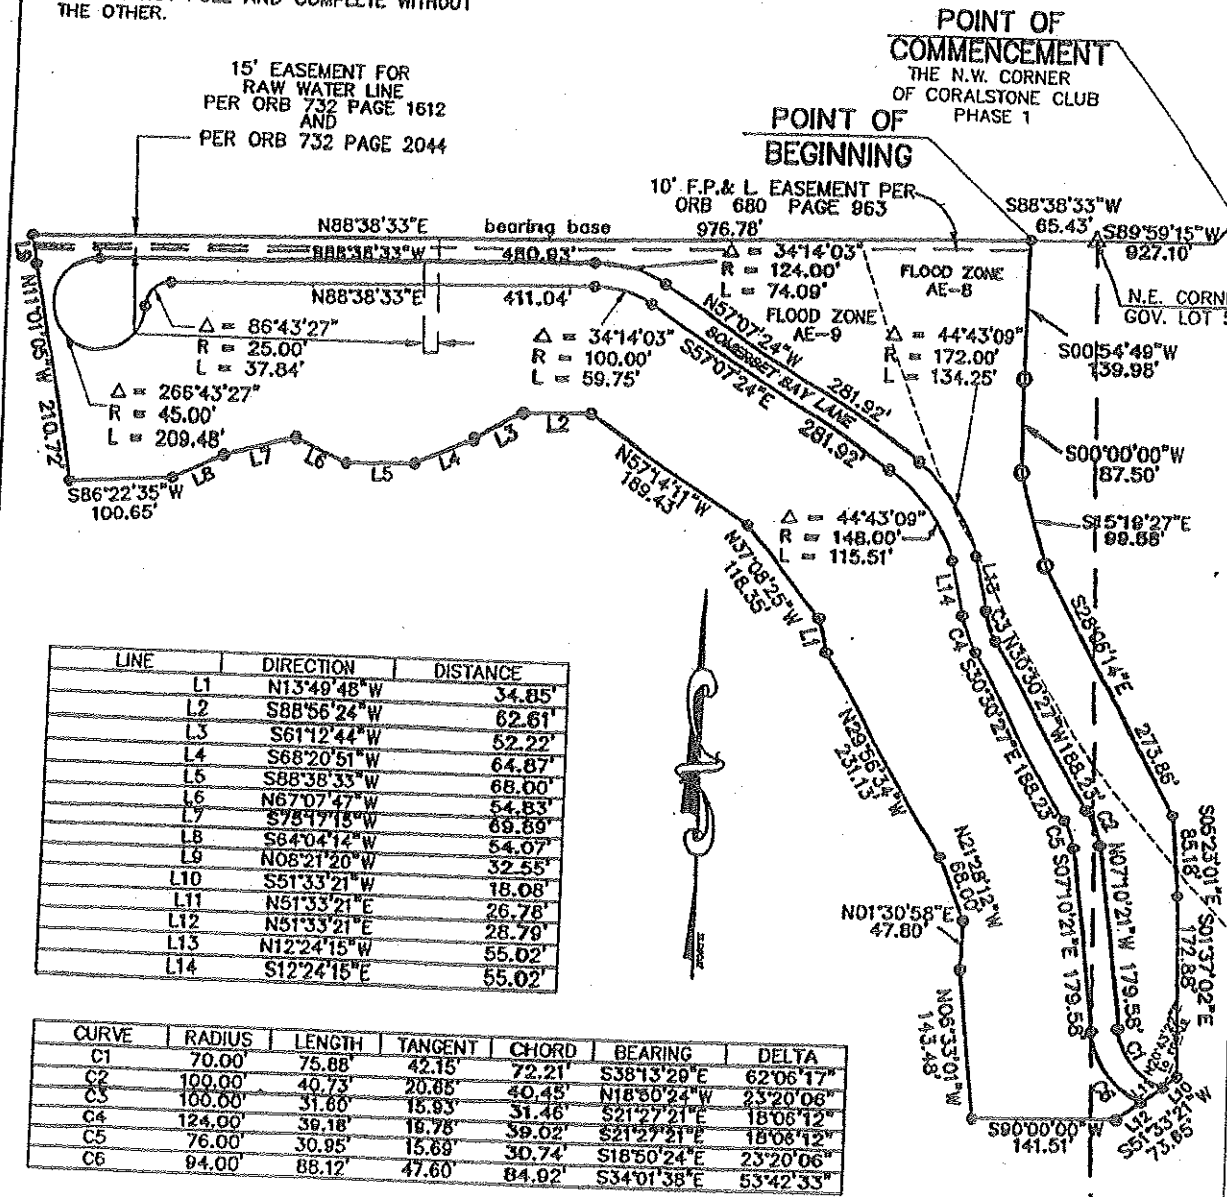 THE OTHER.
15' EASEMENT FOR
RAW WATER LINE
PER ORB 732 PAGE 1612
AND
PER ORB 732 PAGE 2044
POINT OF
COMMENCEMENT
THE N.W. CORNER
OF CORALSTONE CLUB
PHASE 1
POINT OF
BEGINNING
10' F.P.& L EASEMENT PER
ORB 680 PAGE 963
S88°38'33"W
65.43'
S89°59'15"W
927.10'
N.E. CORN
GOV. LOT
N88°38'33"E bearing base 976.78'
S88°38'33"W 480.93'
N88°38'33"E 411.04'
L9
N11°01'05"W 210.72'
Δ = 86°43'27"
R = 25.00'
L = 37.84'
Δ = 266°43'27"
R = 45.00'
L = 209.48'
Δ = 34°14'03"
R = 124.00'
L = 74.09'
Δ = 34°14'03"
R = 100.00'
L = 59.75'
FLOOD ZONE
AE-8
FLOOD ZONE
AE-9
Δ = 44°43'09"
R = 172.00'
L = 134.25'
N57°07'24"W 281.92'
SOMERSET BAY LANE
S57°07'24"E 281.92'
S00°54'49"W
139.98'
S00°00'00"W
87.50'
S15°19'27"E
99.68'
S28°06'14"E 273.86'
S86°22'35"W
100.65'
L8
L7
L6
L5
L4
L3
L2
N57°14'11"W
189.43'
N37°08'25"W
118.35'
L1
Δ = 44°43'09"
R = 148.00'
L = 115.51'
L14
L13
C4
C3
N30°30'27"W 188.23'
S30°30'27"E 188.23
N29°56'34"W
231.13'
C5
C2
S07°10'21"E 179.58'
N07°10'21"W 179.58'
N21°28'12"W
68.00'
N01°30'58"E
47.80'
N06°33'01"W
143.48'
S90°00'00"W
141.51'
C1
C6
L11
L10
L12
S51°33'21"W
73.65'
85.18'
S01°37'02"E
172.88'
LINE DIRECTION DISTANCE
L1 N13°49'48"W 34.85'
L2 S88°56'24"W 62.61'
L3 S61°12'44"W 52.22'
L4 S68°20'51"W 64.87'
L5 S88°38'33"W 68.00'
L6 N67°07'47"W 54.83'
L7 S75°17'15"W 69.89'
L8 S64°04'14"W 54.07'
L9 N08°21'20"W 32.55'
L10 S51°33'21"W 18.08'
L11 N51°33'21"E 26.78'
L12 N51°33'21"E 28.79'
L13 N12°24'15"W 55.02'
L14 S12°24'15"E 55.02'
CURVE RADIUS LENGTH TANGENT CHORD BEARING DELTA
C1 70.00' 75.88' 42.15' 72.21' S38°13'29"E 62°06'17"
C2 100.00' 40.73' 20.65' 40.45' N18°50'24"W 23°20'06"
C3 100.00' 31.60' 15.93' 31.46' S21°27'21"E 18°06'12"
C4 124.00' 39.18' 19.75' 39.02' S21°27'21"E 18°06'12"
C5 76.00' 30.95' 15.69' 30.74' S18°50'24"E 23°20'06"
C6 94.00' 88.12' 47.60' 84.92' S34°01'38"E 53°42'33"